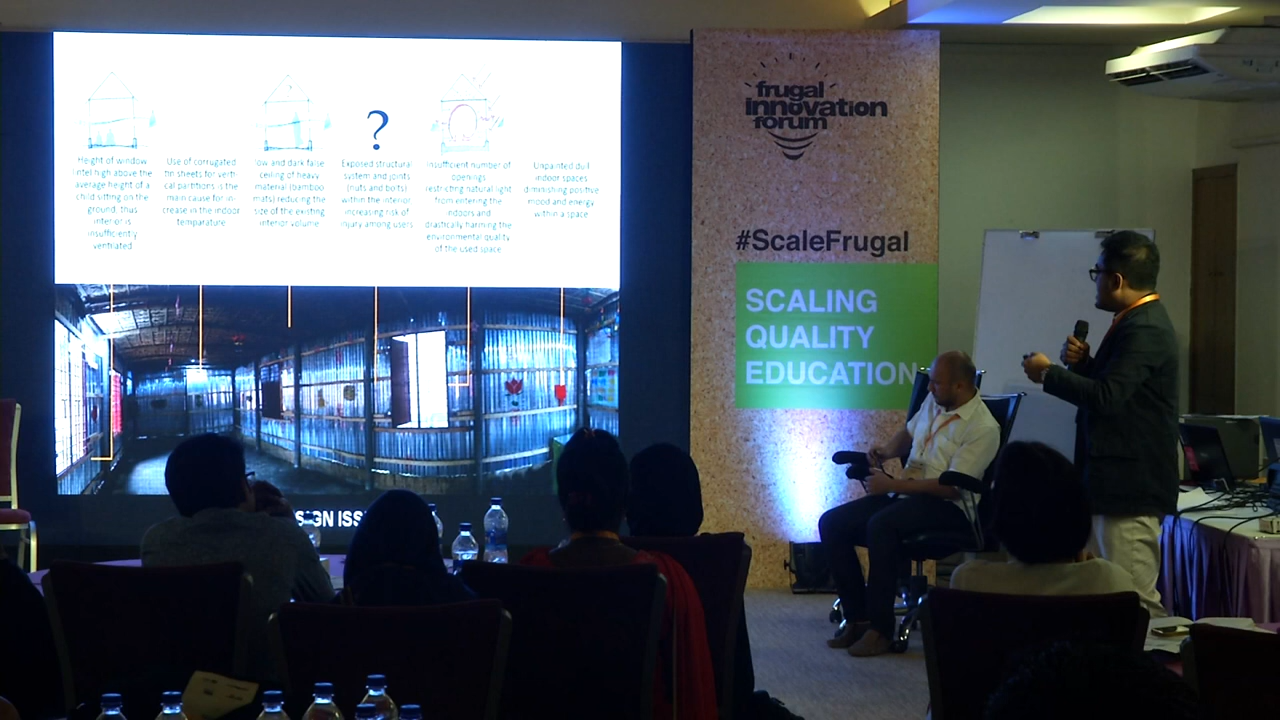 ?
Height of window
lintel high above the
average height of a
child sitting on the
ground, thus
interior is
insufficiently
ventilated
Use of corrugated
tin sheets for verti-
cal partitions is the
main cause for in-
crease in the indoor
temparature
low and dark false
ceiling of heavy
material (bamboo
mats) reducing the
size of the existing
interior volume
Exposed structural
system and joints
(nuts and bolts)
within the interior
increasing risk of
injury among users
Insufficient number of
openings
restricting natural light
from entering the
indoors and
drastically harming the
environmental quality
of the used space
Unpainted dull
indoor spaces
diminishing positive
mood and energy
within a space
frugal
innovation
forum
#ScaleFrugal
SCALING
QUALITY
EDUCATION